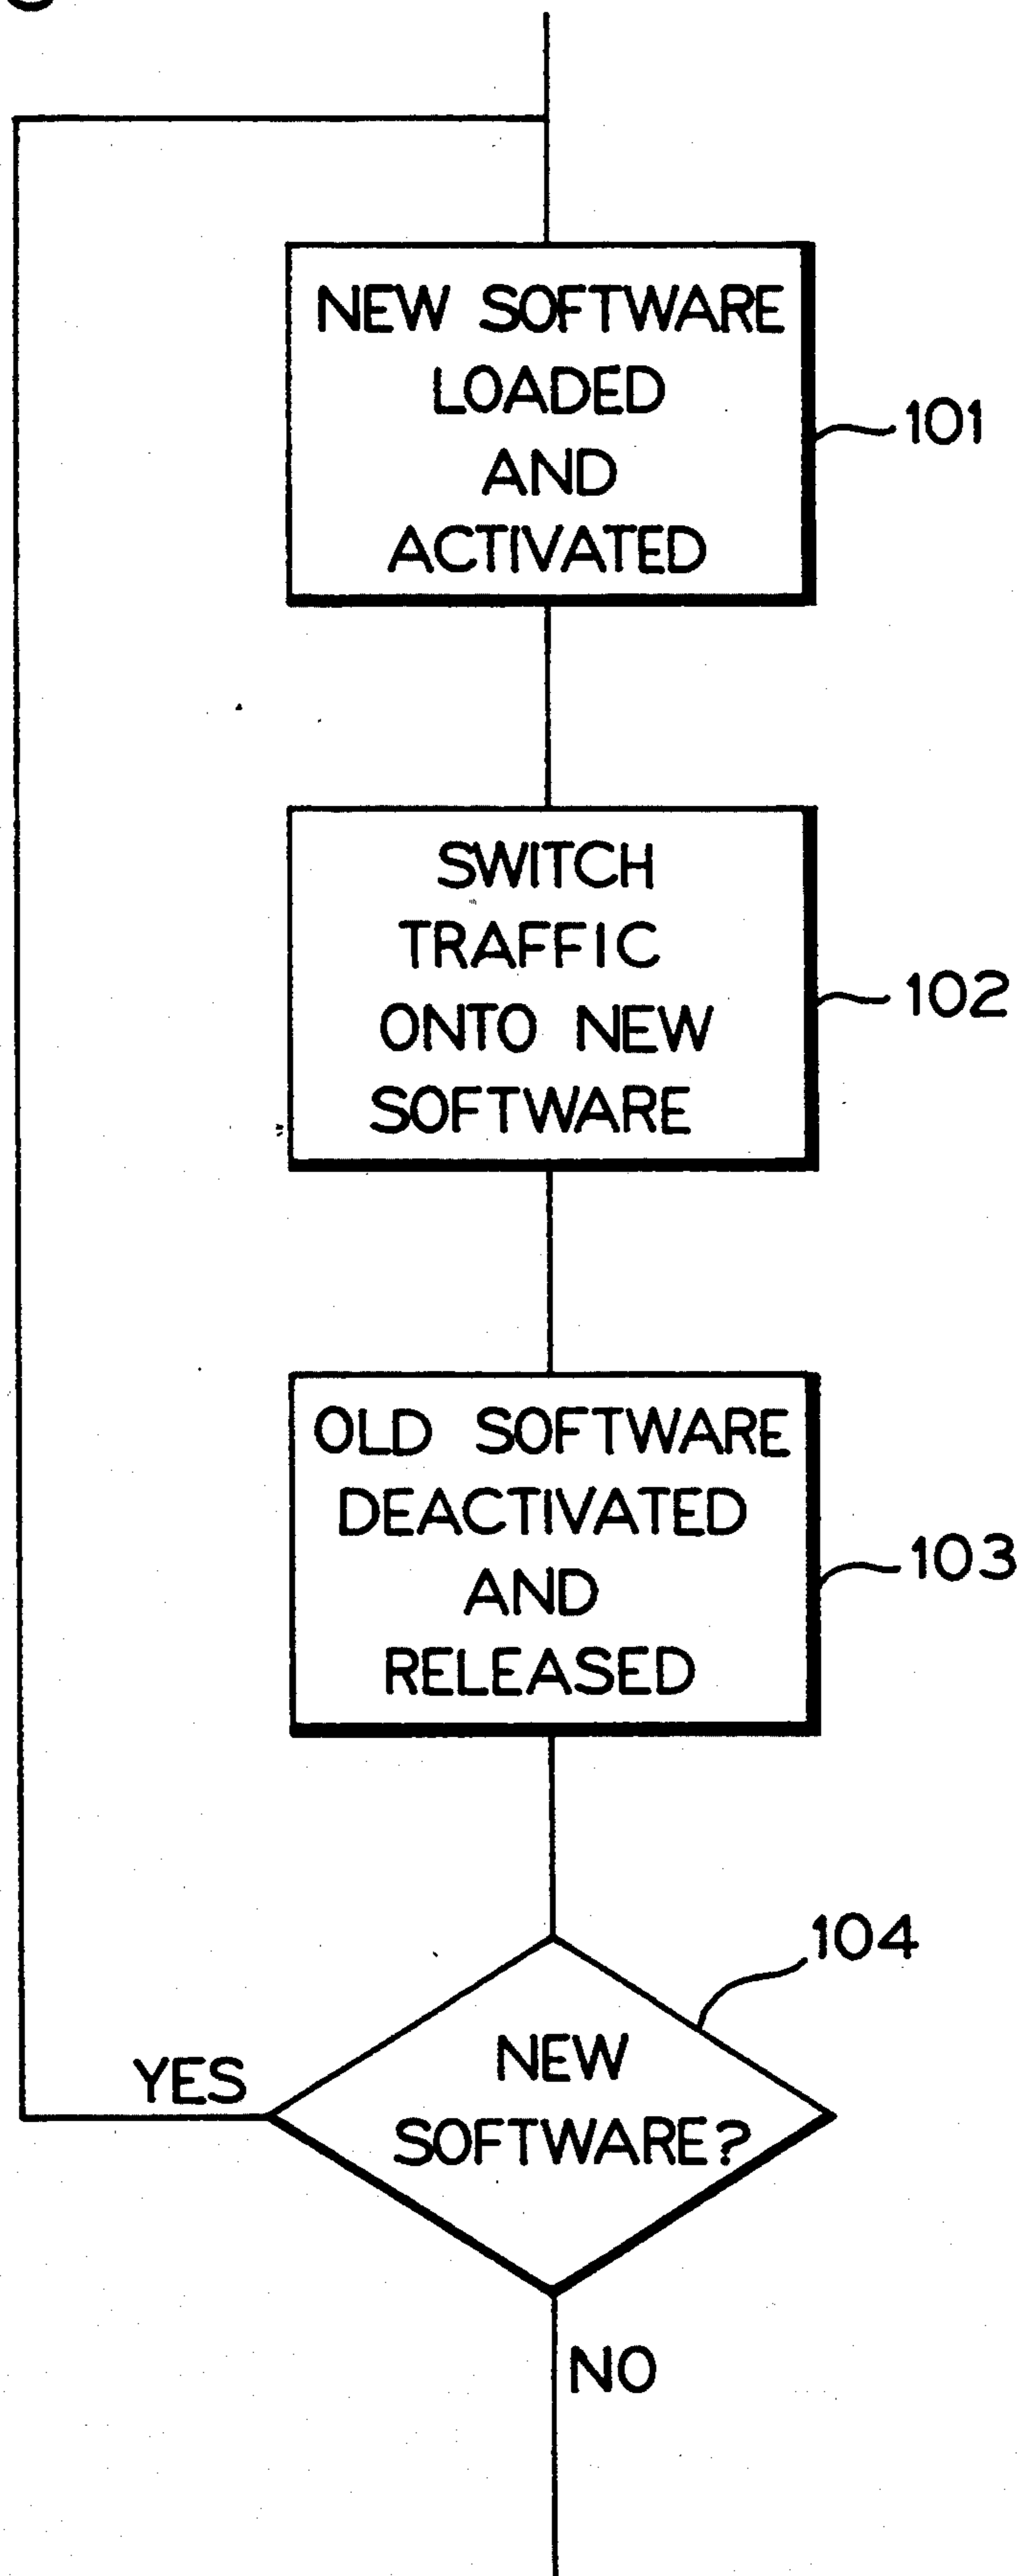 NEW SOFTWARE
LOADED
AND
ACTIVATED
101
SWITCH
TRAFFIC
ONTO NEW
SOFTWARE
102
OLD SOFTWARE
DEACTIVATED
AND
RELEASED
103
104
NEW
SOFTWARE?
YES
NO